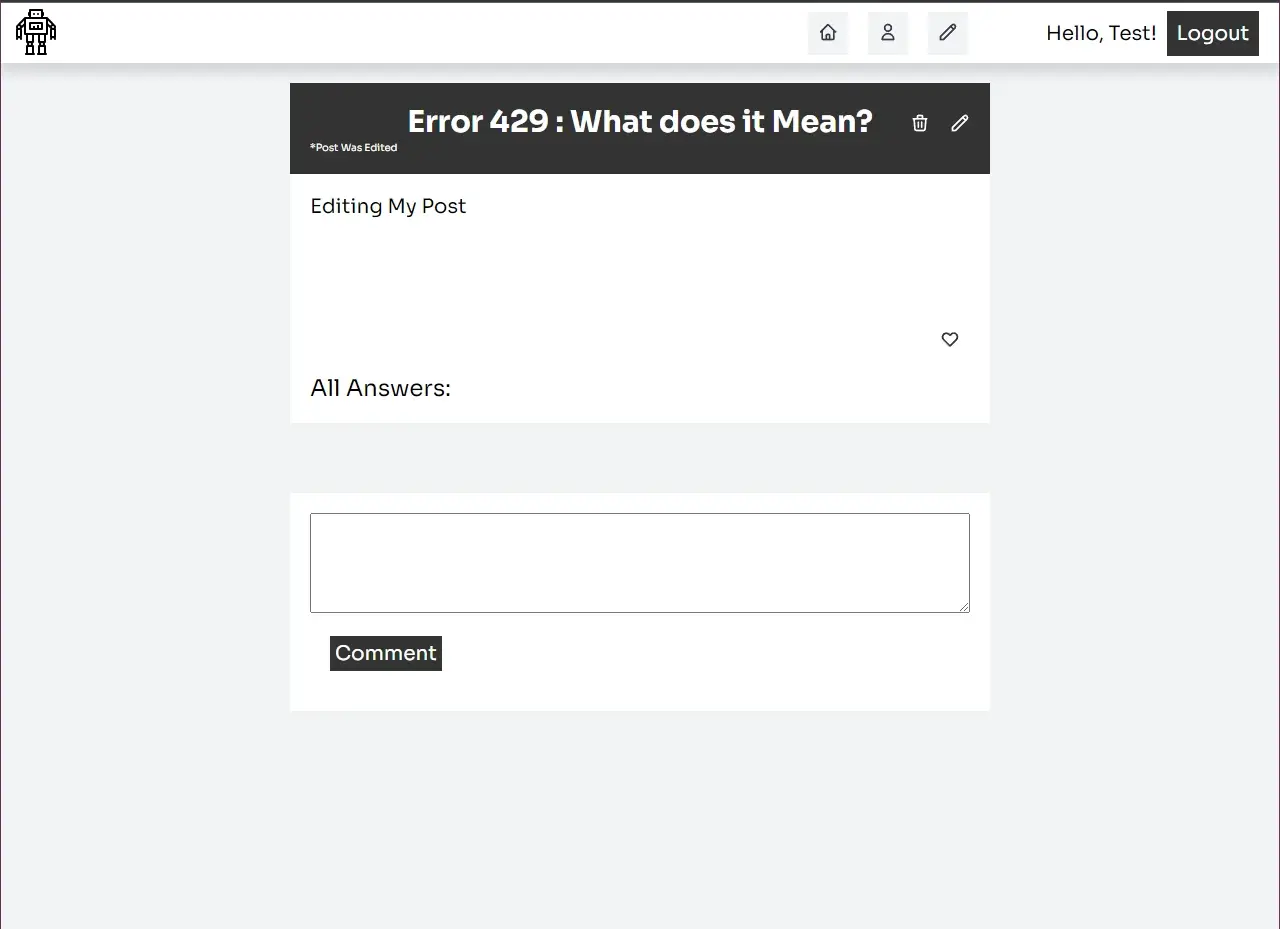 Hello, Test! Logout
Error 429 : What does it Mean?
*Post Was Edited
Editing My Post
All Answers:
Comment